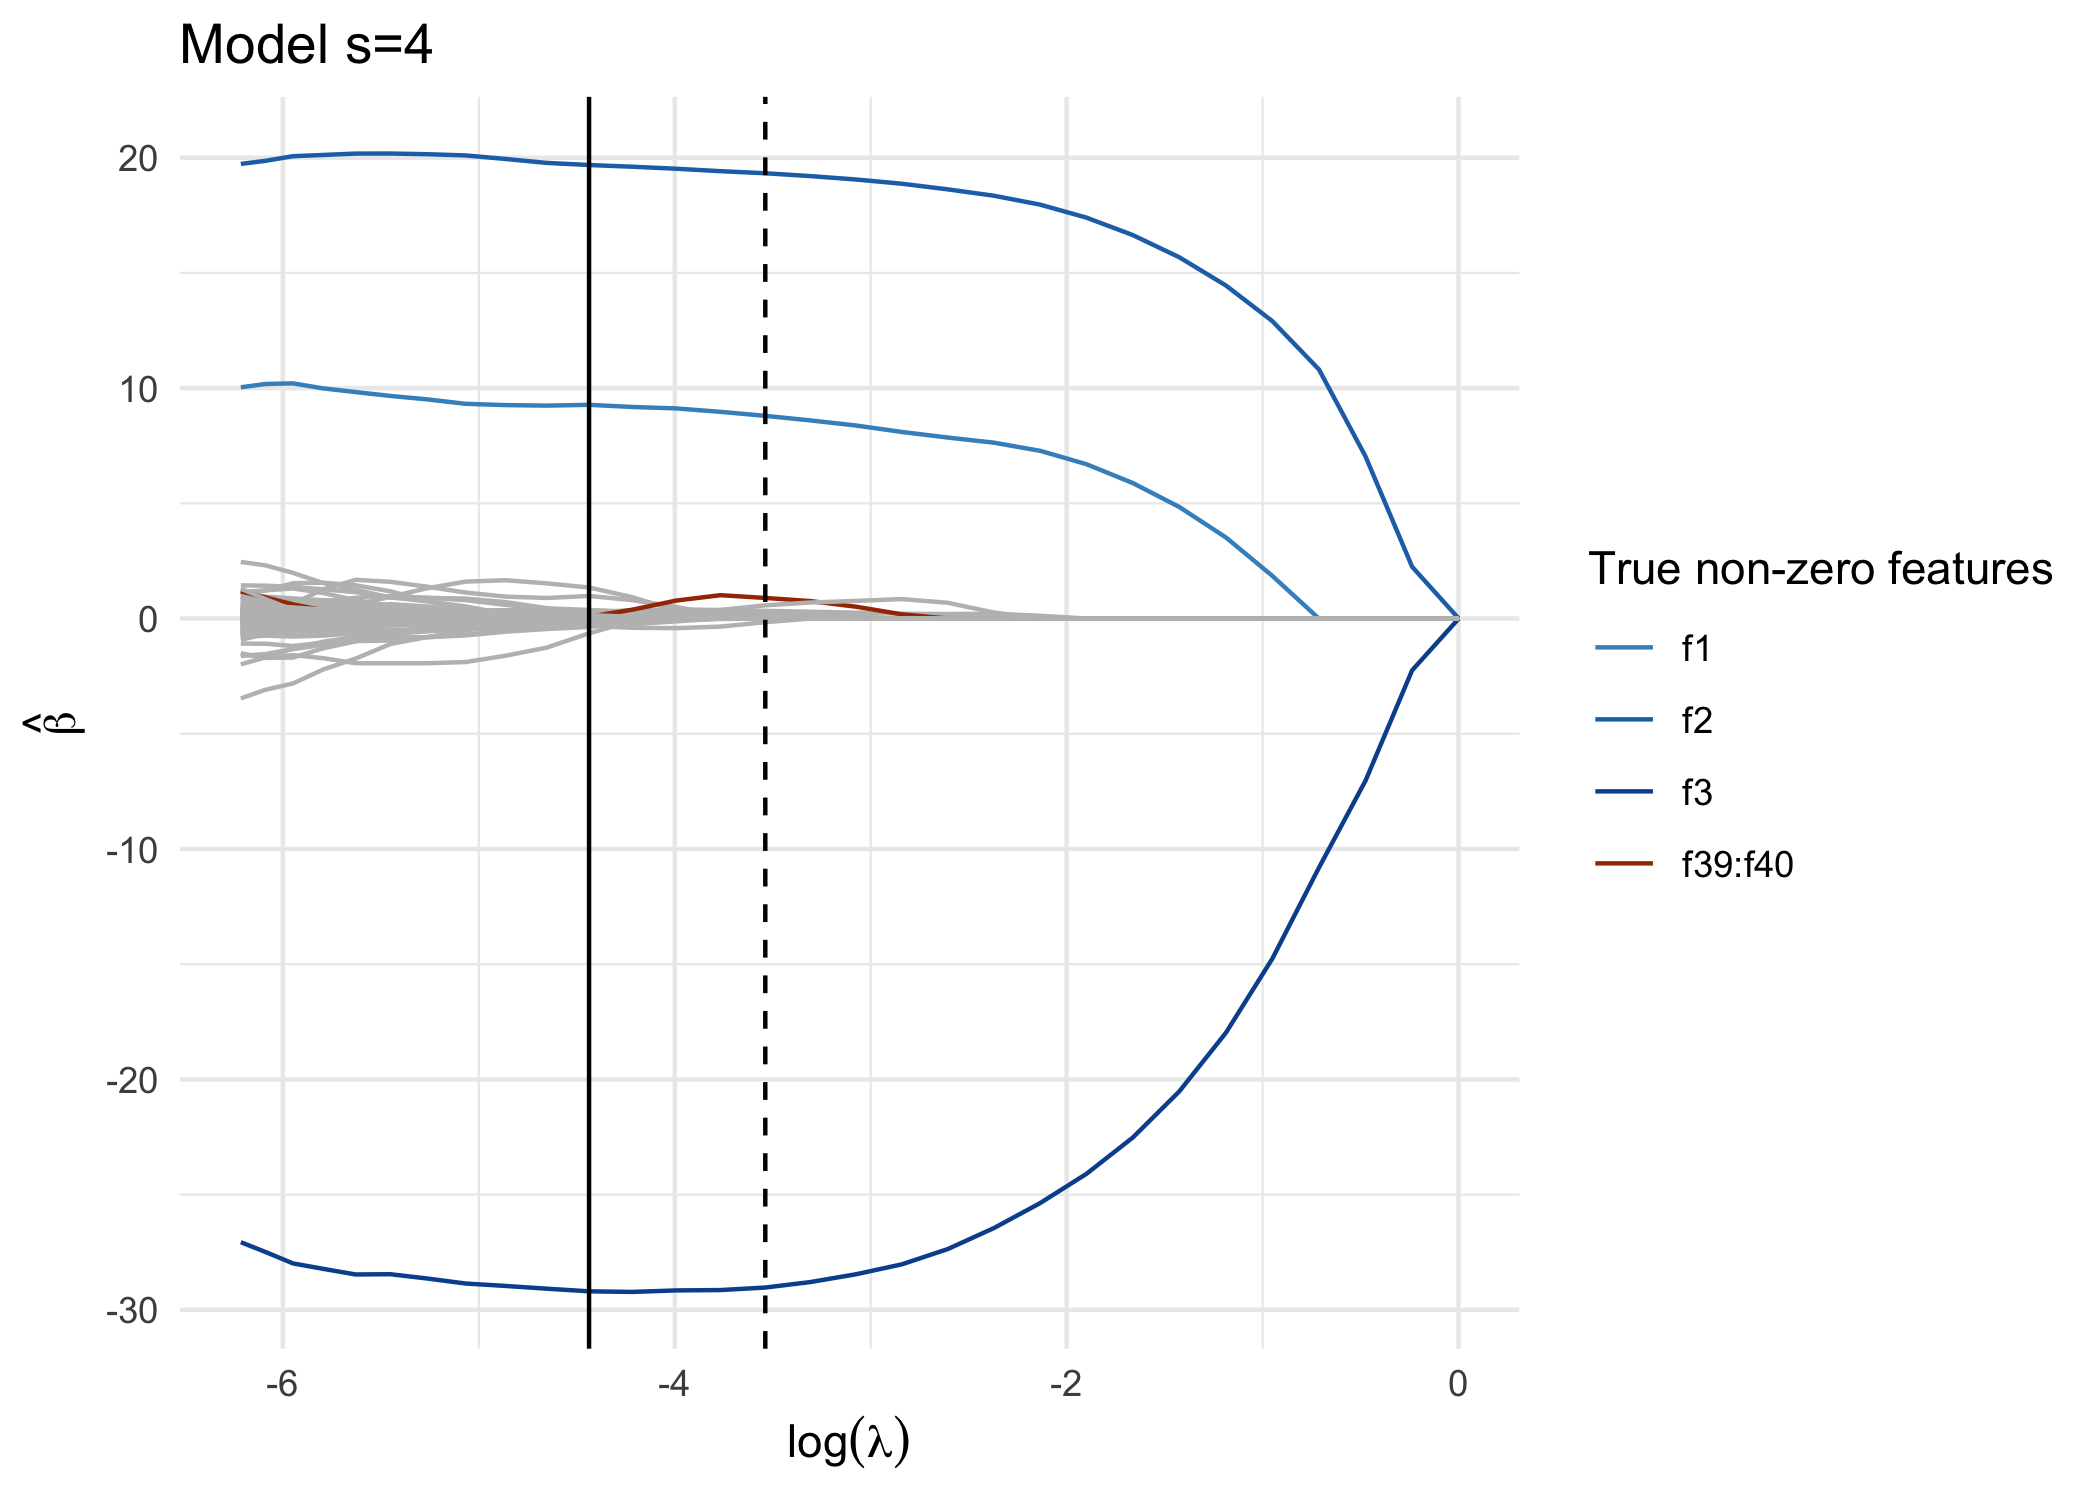 Model s=4
20
10
0
-10
-20
-30
β̂
-6
-4
-2
0
log(λ)
True non-zero features
f1
f2
f3
f39:f40